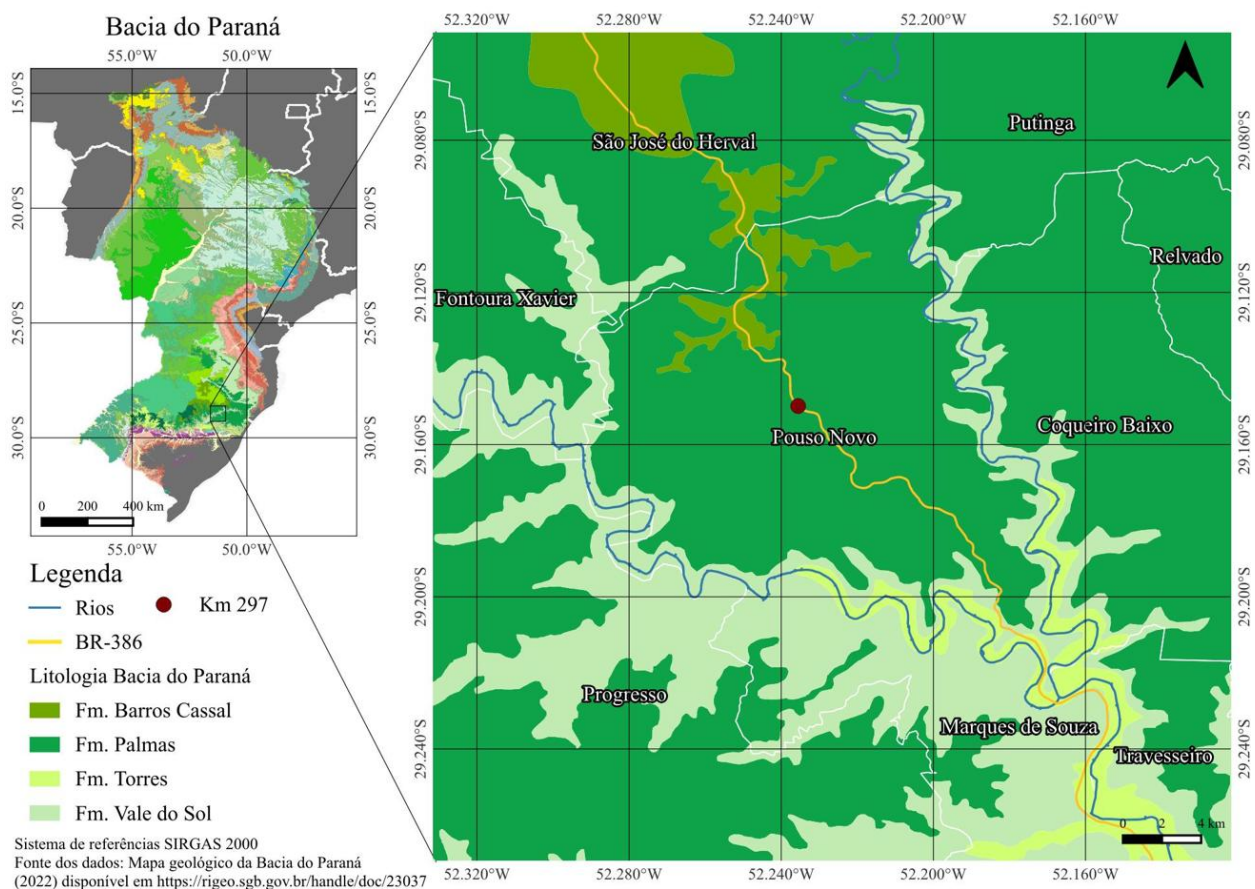 Bacia do Paraná
55.0°W 50.0°W
15.0°S 15.0°S
20.0°S 20.0°S
25.0°S 25.0°S
30.0°S 30.0°S
0 200 400 km
55.0°W 50.0°W
Legenda
Rios Km 297
BR-386
Litologia Bacia do Paraná
Fm. Barros Cassal
Fm. Palmas
Fm. Torres
Fm. Vale do Sol
Sistema de referências SIRGAS 2000
Fonte dos dados: Mapa geológico da Bacia do Paraná
(2022) disponível em https://rigeo.sgb.gov.br/handle/doc/23037
52.320°W 52.280°W 52.240°W 52.200°W 52.160°W
Putinga
São José do Herval
29.080°S 29.080°S
Relvado
Fontoura Xavier
29.120°S 29.120°S
Coqueiro Baixo
Pouso Novo
29.160°S 29.160°S
29.200°S 29.200°S
Progresso
Marques de Souza
Travesseiro
29.240°S 29.240°S
0 2 4 km
52.320°W 52.280°W 52.240°W 52.200°W 52.160°W